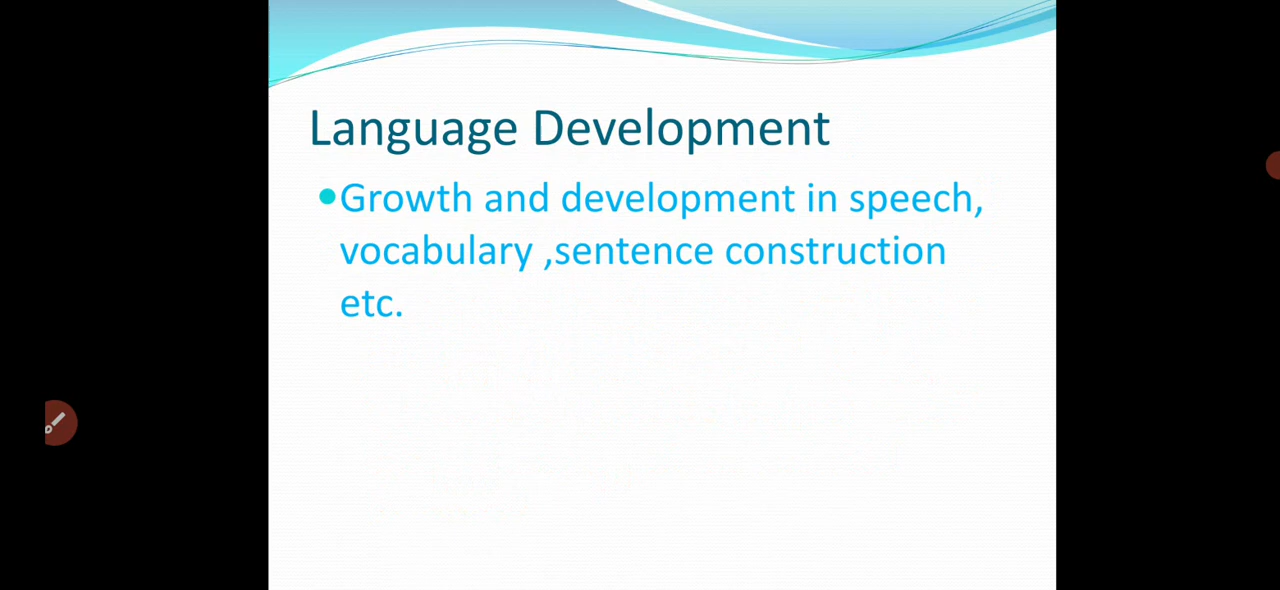 Language Development
Growth and development in speech,
vocabulary ,sentence construction
etc.